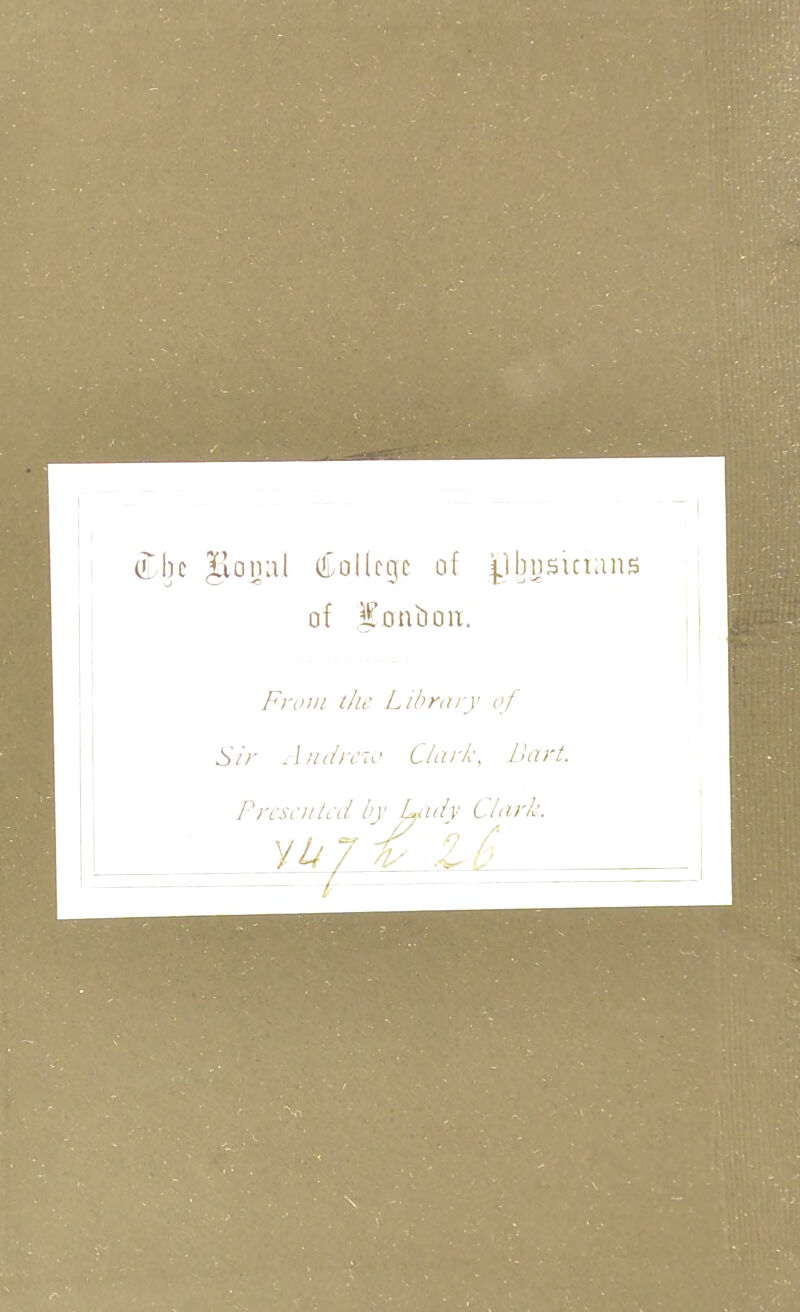 The Royal College of Physicians
of London.
From the Library of
Sir Andrew Clark, Bart.
Presented by Lady Clark.